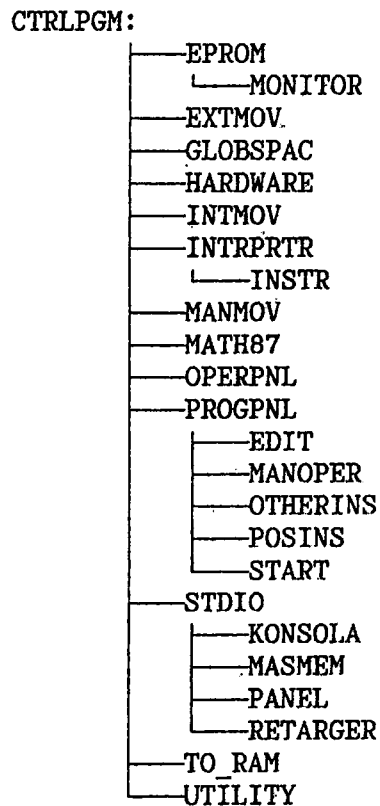 CTRLPGM:
EPROM
MONITOR
EXTMOV
GLOBSPAC
HARDWARE
INTMOV
INTRPRTR
INSTR
MANMOV
MATH87
OPERPNL
PROGPNL
EDIT
MANOPER
OTHERINS
POSINS
START
STDIO
KONSOLA
MASMEM
PANEL
RETARGER
TO_RAM
UTILITY